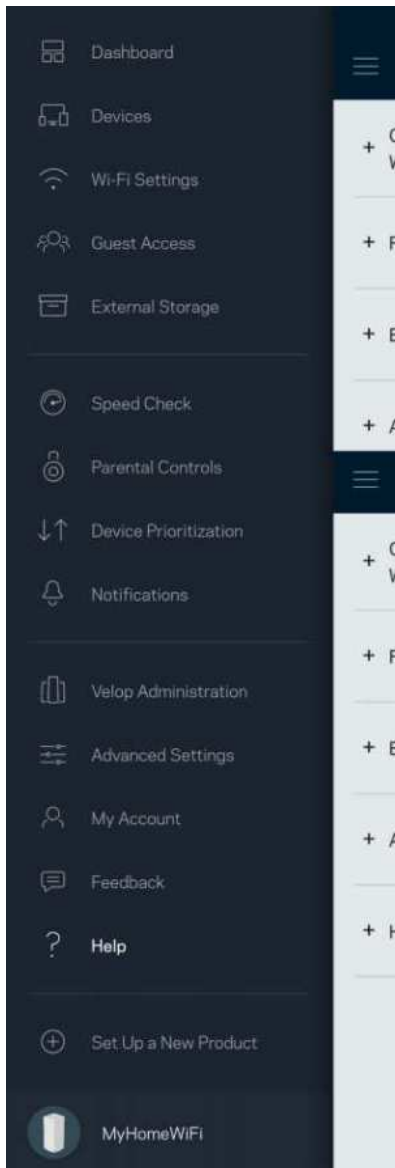 Dashboard
Devices
Wi-Fi Settings
Guest Access
External Storage
Speed Check
Parental Controls
Device Prioritization
Notifications
Velop Administration
Advanced Settings
My Account
Feedback
Help
Set Up a New Product
MyHomeWiFi